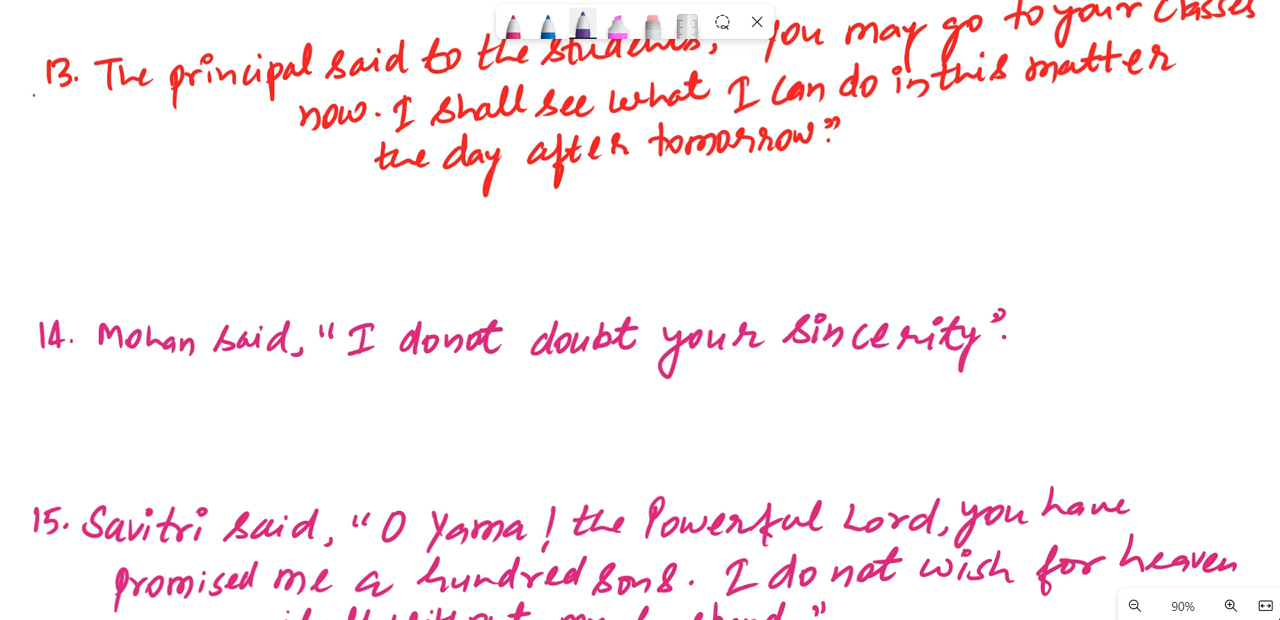 13. The principal said to the students, "You may go to your classes
now. I shall see what I can do in this matter
the day after tomorrow."
14. Mohan said, "I donot doubt your sincerity".
15. Savitri said, "O Yama! the Powerful Lord, you have
promised me a hundred sons. I do not wish for heaven
90%